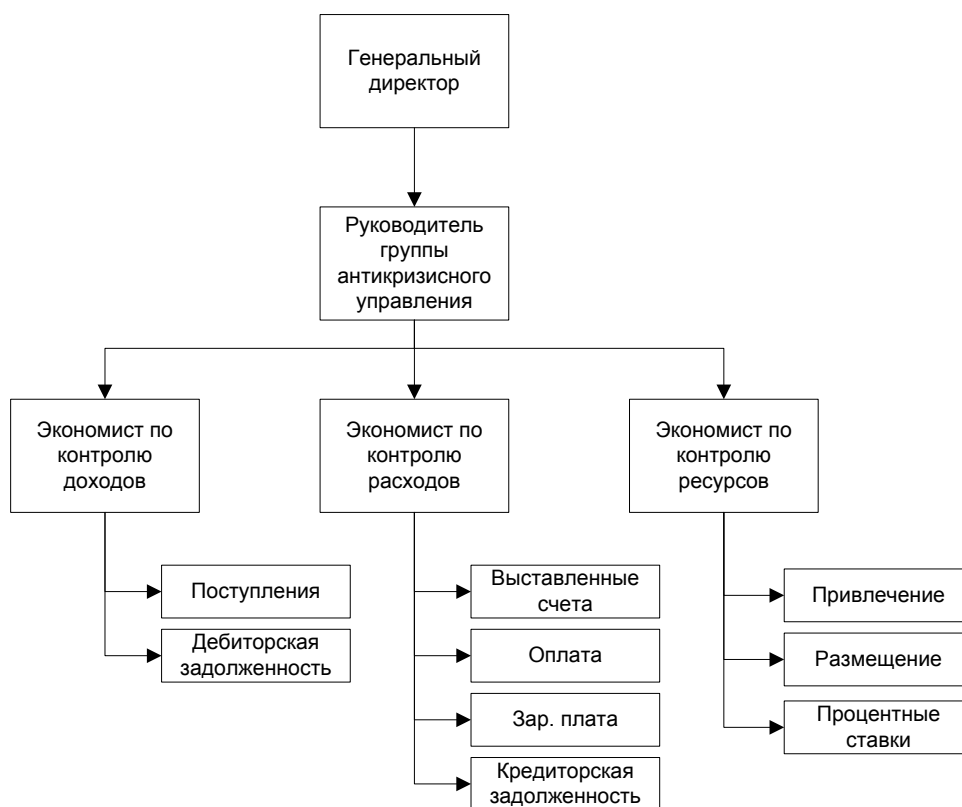 Генеральный
директор
Руководитель
группы
антикризисного
управления
Экономист по
контролю
доходов
Экономист по
контролю
расходов
Экономист по
контролю
ресурсов
Поступления
Дебиторская
задолженность
Выставленные
счета
Оплата
Зар. плата
Кредиторская
задолженность
Привлечение
Размещение
Процентные
ставки